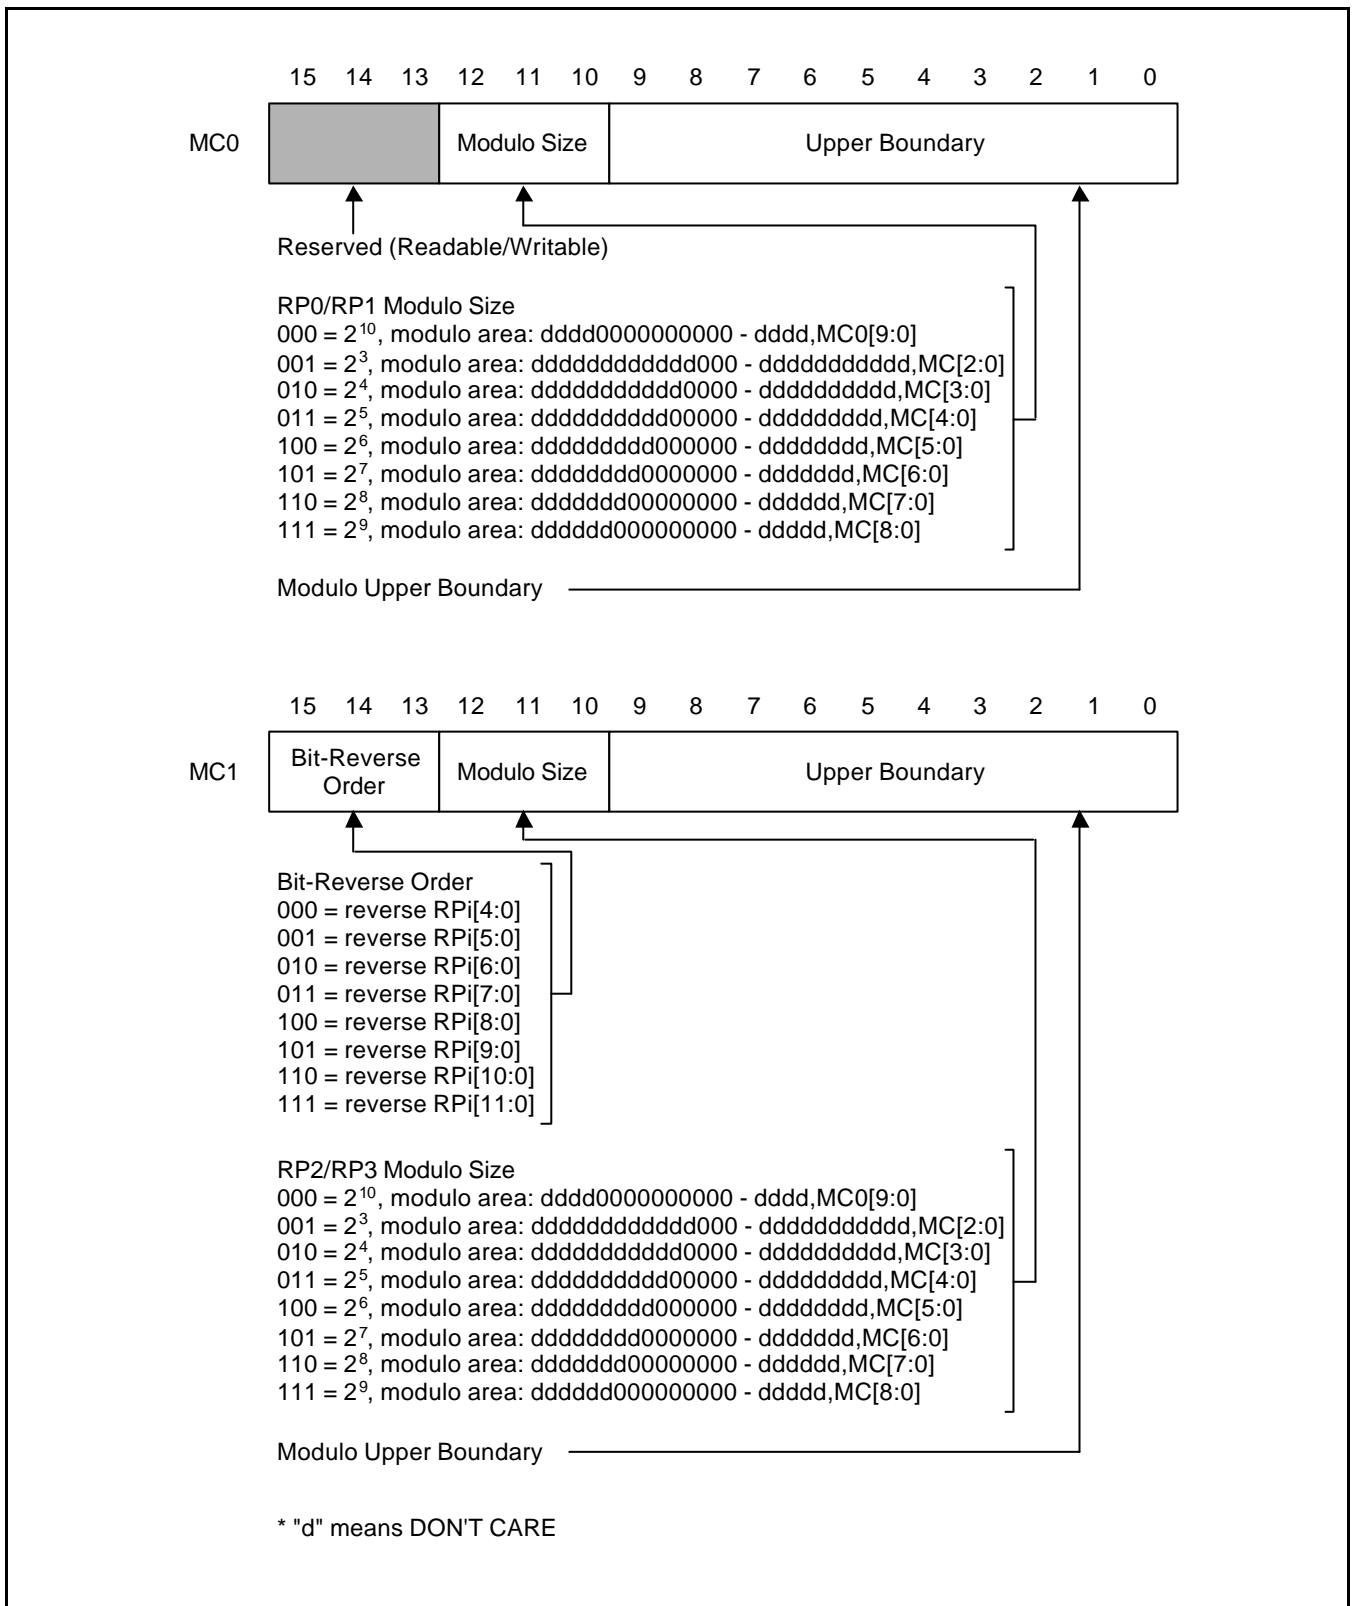 15 14 13 12 11 10 9 8 7 6 5 4 3 2 1 0
MC0 Modulo Size Upper Boundary
Reserved (Readable/Writable)
RP0/RP1 Modulo Size
000 = 2¹⁰, modulo area: dddd0000000000 - dddd,MC0[9:0]
001 = 2³, modulo area: dddddddddddd000 - ddddddddddd,MC[2:0]
010 = 2⁴, modulo area: ddddddddddd0000 - dddddddddd,MC[3:0]
011 = 2⁵, modulo area: dddddddddd00000 - ddddddddd,MC[4:0]
100 = 2⁶, modulo area: ddddddddd000000 - dddddddd,MC[5:0]
101 = 2⁷, modulo area: dddddddd0000000 - ddddddd,MC[6:0]
110 = 2⁸, modulo area: ddddddd00000000 - dddddd,MC[7:0]
111 = 2⁹, modulo area: dddddd000000000 - ddddd,MC[8:0]
Modulo Upper Boundary
15 14 13 12 11 10 9 8 7 6 5 4 3 2 1 0
MC1 Bit-Reverse Order Modulo Size Upper Boundary
Bit-Reverse Order
000 = reverse RPi[4:0]
001 = reverse RPi[5:0]
010 = reverse RPi[6:0]
011 = reverse RPi[7:0]
100 = reverse RPi[8:0]
101 = reverse RPi[9:0]
110 = reverse RPi[10:0]
111 = reverse RPi[11:0]
RP2/RP3 Modulo Size
000 = 2¹⁰, modulo area: dddd0000000000 - dddd,MC0[9:0]
001 = 2³, modulo area: dddddddddddd000 - ddddddddddd,MC[2:0]
010 = 2⁴, modulo area: ddddddddddd0000 - dddddddddd,MC[3:0]
011 = 2⁵, modulo area: dddddddddd00000 - ddddddddd,MC[4:0]
100 = 2⁶, modulo area: ddddddddd000000 - dddddddd,MC[5:0]
101 = 2⁷, modulo area: dddddddd0000000 - ddddddd,MC[6:0]
110 = 2⁸, modulo area: ddddddd00000000 - dddddd,MC[7:0]
111 = 2⁹, modulo area: dddddd000000000 - ddddd,MC[8:0]
Modulo Upper Boundary
* "d" means DON'T CARE